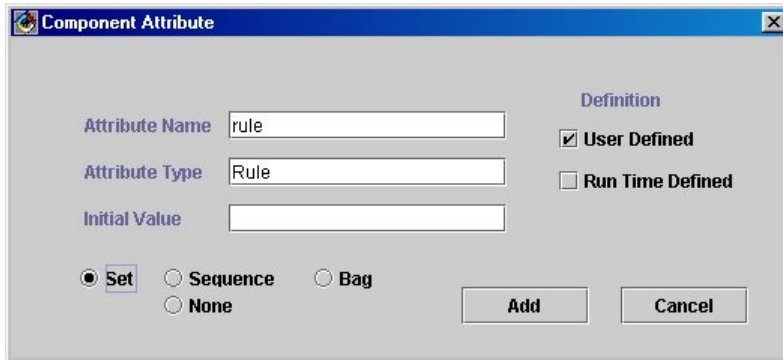 Component Attribute
Definition
Attribute Name rule
User Defined
Attribute Type Rule
Run Time Defined
Initial Value
Set Sequence Bag
None
Add Cancel